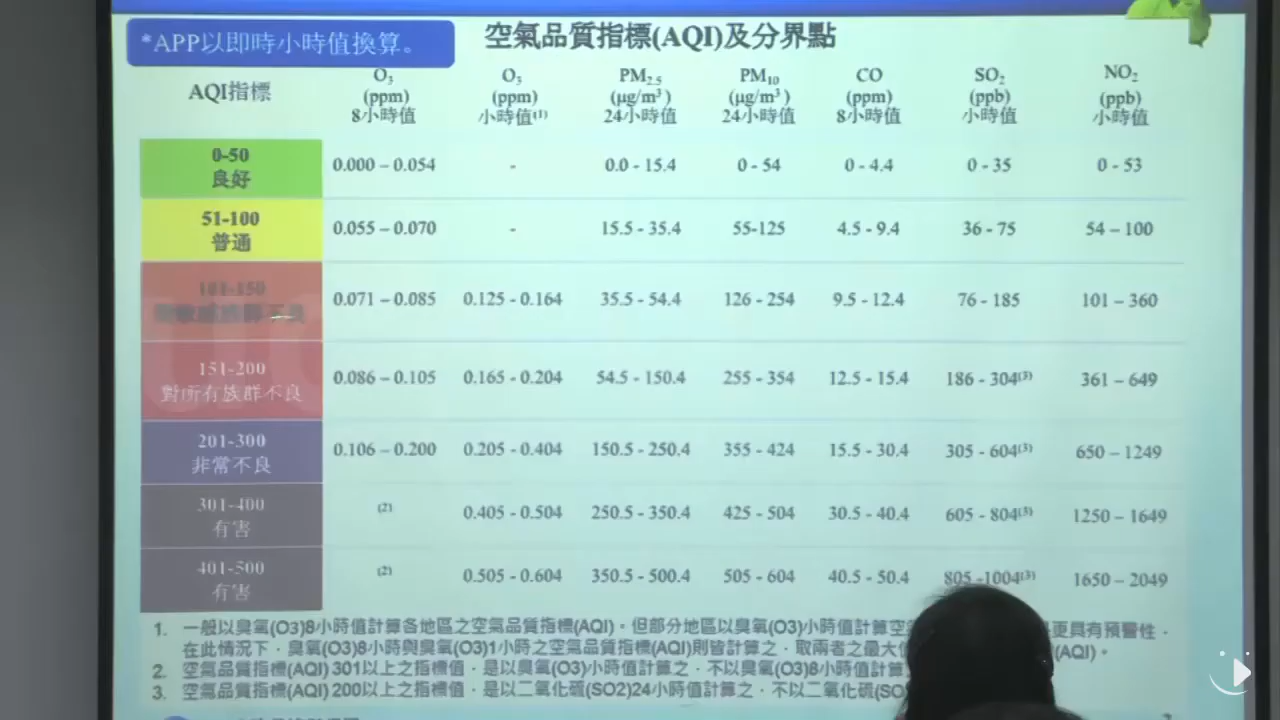 *APP以即時小時值換算。
空氣品質指標(AQI)及分界點
AQI指標
O₃ (ppm) 8小時值
O₃ (ppm) 小時值⁽¹⁾
PM₂.₅ (μg/m³) 24小時值
PM₁₀ (μg/m³) 24小時值
CO (ppm) 8小時值
SO₂ (ppb) 小時值
NO₂ (ppb) 小時值
0-50 良好 0.000 – 0.054 - 0.0 - 15.4 0 - 54 0 - 4.4 0 - 35 0 - 53
51-100 普通 0.055 – 0.070 - 15.5 - 35.4 55-125 4.5 - 9.4 36 - 75 54 – 100
101-150 0.071 – 0.085 0.125 - 0.164 35.5 - 54.4 126 - 254 9.5 - 12.4 76 - 185 101 – 360
151-200 對所有族群不良 0.086 – 0.105 0.165 - 0.204 54.5 - 150.4 255 - 354 12.5 - 15.4 186 - 304⁽³⁾ 361 – 649
201-300 非常不良 0.106 – 0.200 0.205 - 0.404 150.5 - 250.4 355 - 424 15.5 - 30.4 305 - 604⁽³⁾ 650 – 1249
301-400 有害 ⁽²⁾ 0.405 - 0.504 250.5 - 350.4 425 - 504 30.5 - 40.4 605 - 804⁽³⁾ 1250 – 1649
401-500 有害 ⁽²⁾ 0.505 - 0.604 350.5 - 500.4 505 - 604 40.5 - 50.4 805 -1004⁽³⁾ 1650 – 2049
1. 一般以臭氧(O3)8小時值計算各地區之空氣品質指標(AQI)。但部分地區以臭氧(O3)小時值計算空 更具有預警性，
在此情況下，臭氧(O3)8小時與臭氧(O3)1小時之空氣品質指標(AQI)則皆計算之，取兩者之最大 (AQI)。
2. 空氣品質指標(AQI)301以上之指標值，是以臭氧(O3)小時值計算之，不以臭氧(O3)8小時值計算
3. 空氣品質指標(AQI)200以上之指標值，是以二氧化硫(SO2)24小時值計算之，不以二氧化硫(SO